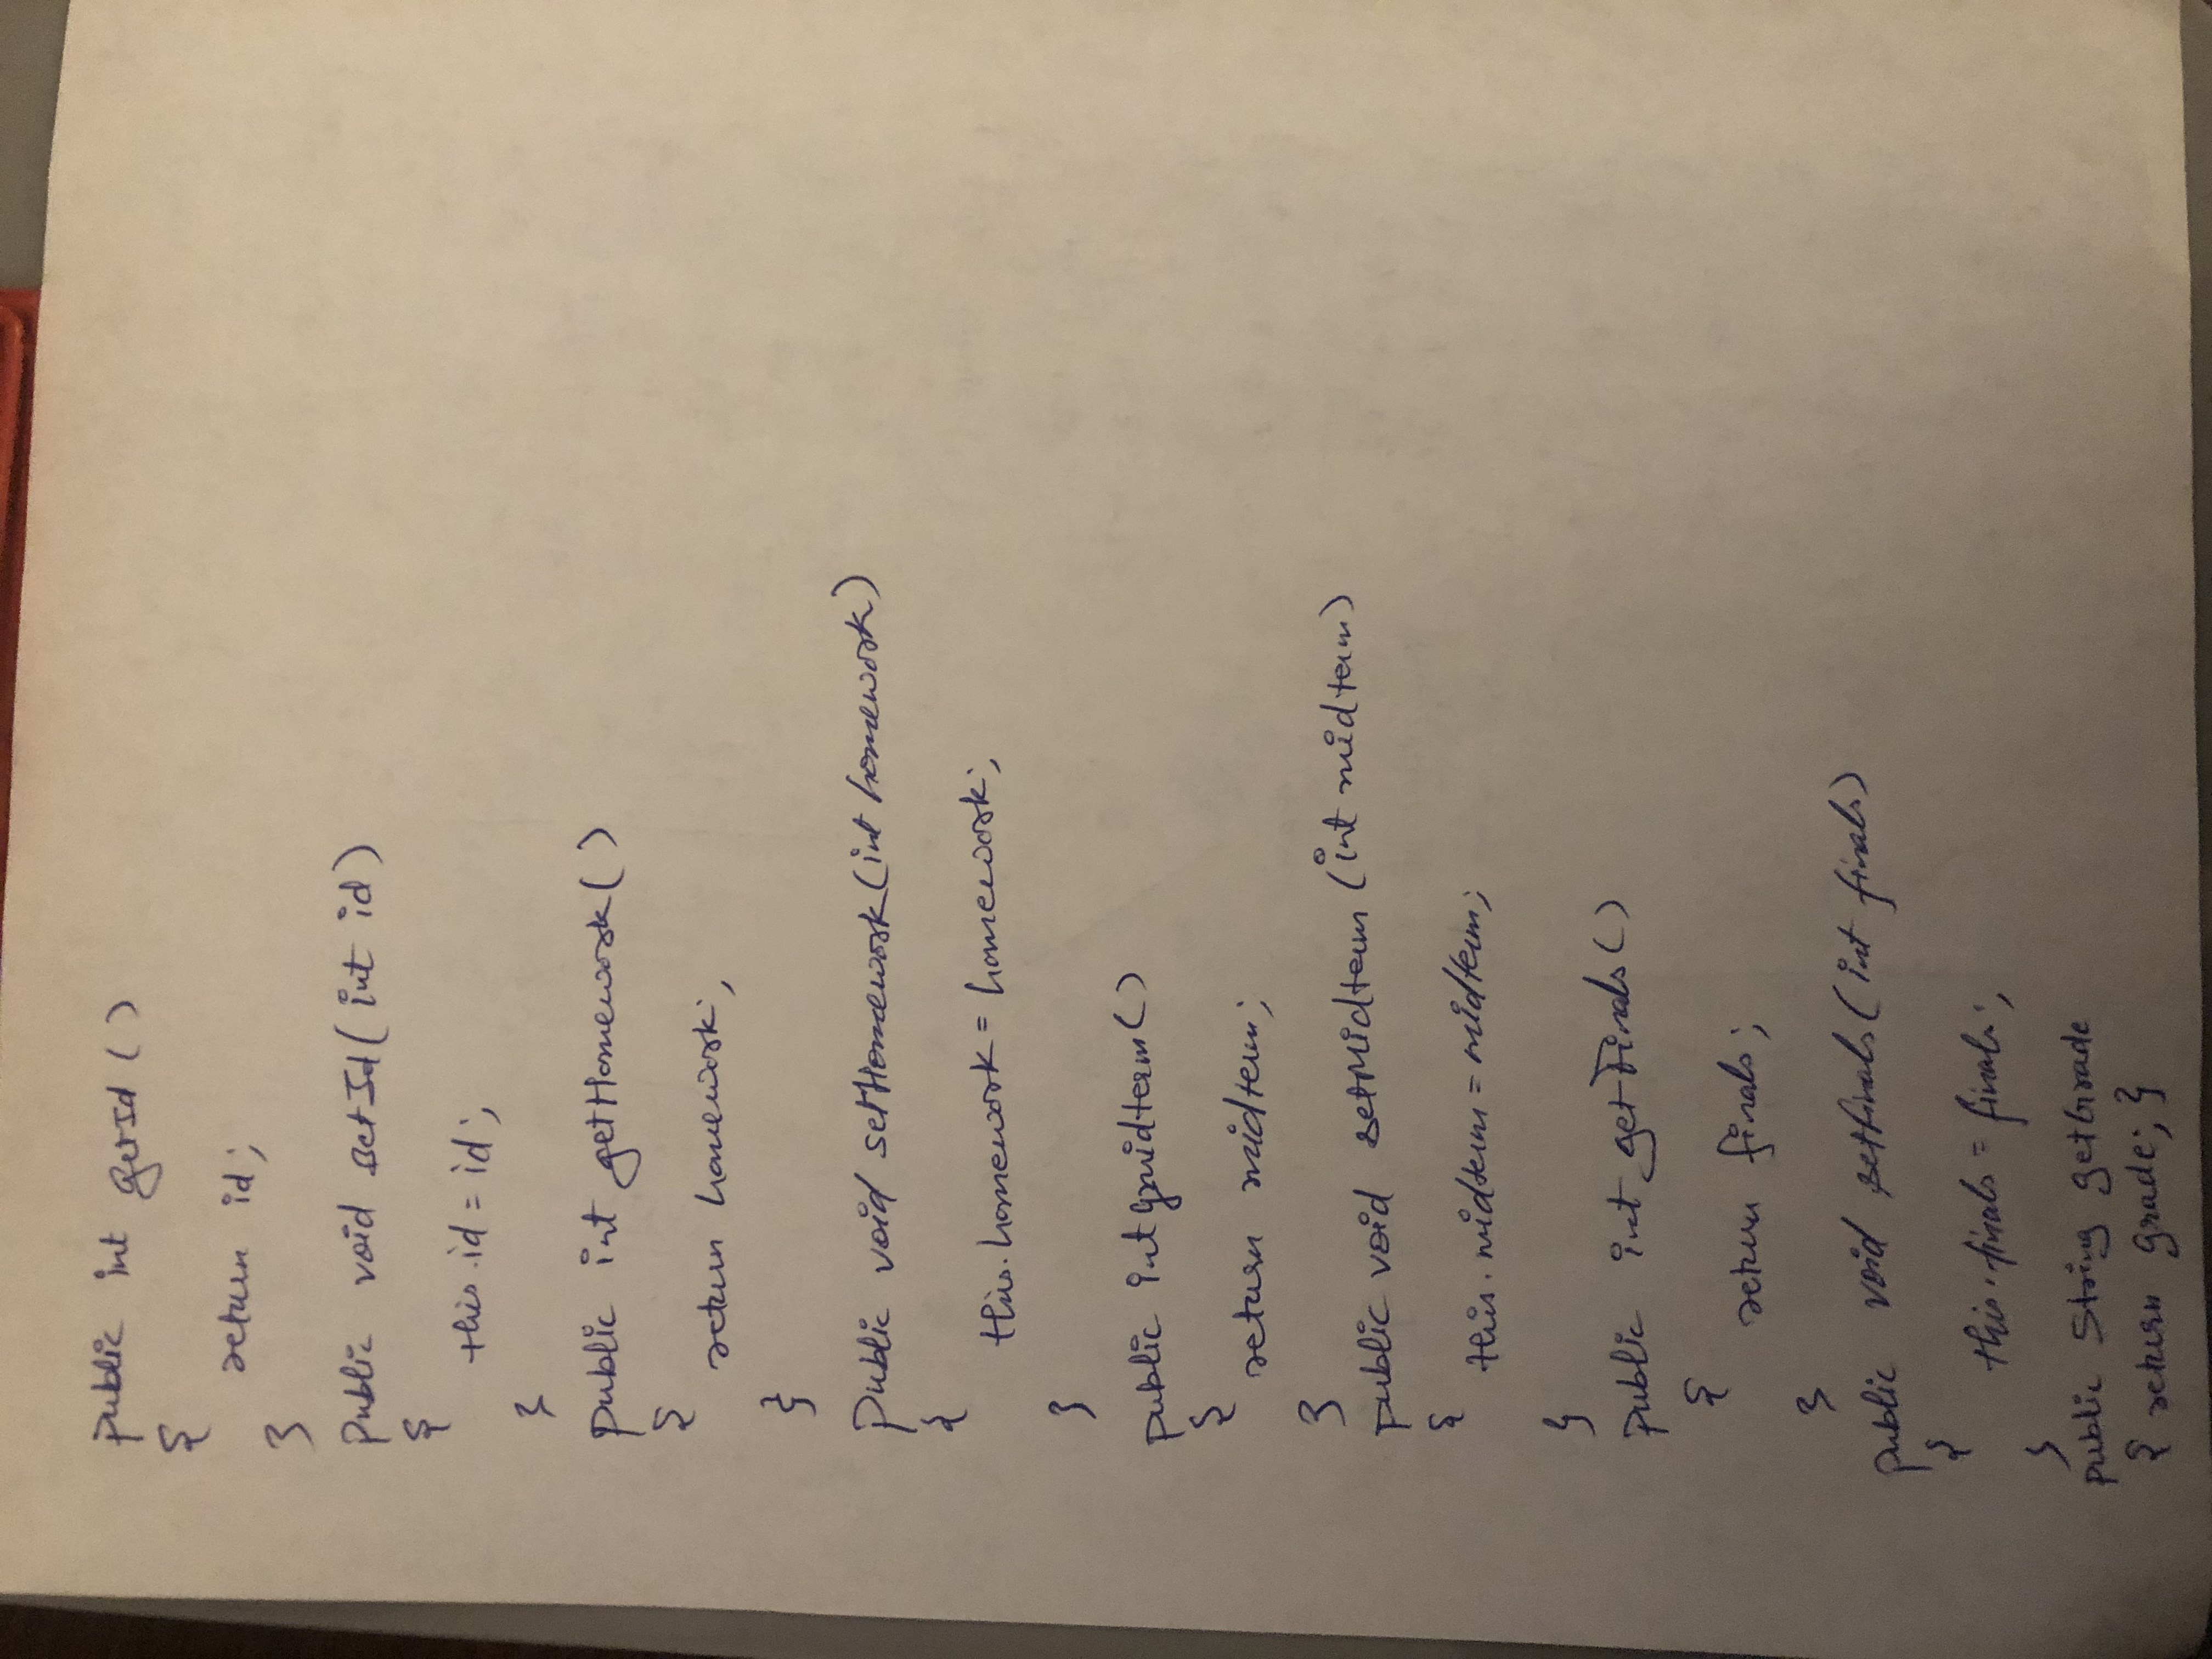 public int getId ()
{
return id;
}
public void setId (int id)
{
this.id = id;
}
public int getHomework ()
{
return homework;
}
public void setHomework (int homework)
{
this.homework = homework;
}
public int gmidterm ()
{
return midterm;
}
public void setMidterm (int midterm)
{
this.midterm = midterm;
}
public int getFinals ()
{
return finals;
}
public void setfinals (int finals)
{
this.finals = finals;
}
public String getGrade
{ return grade; }